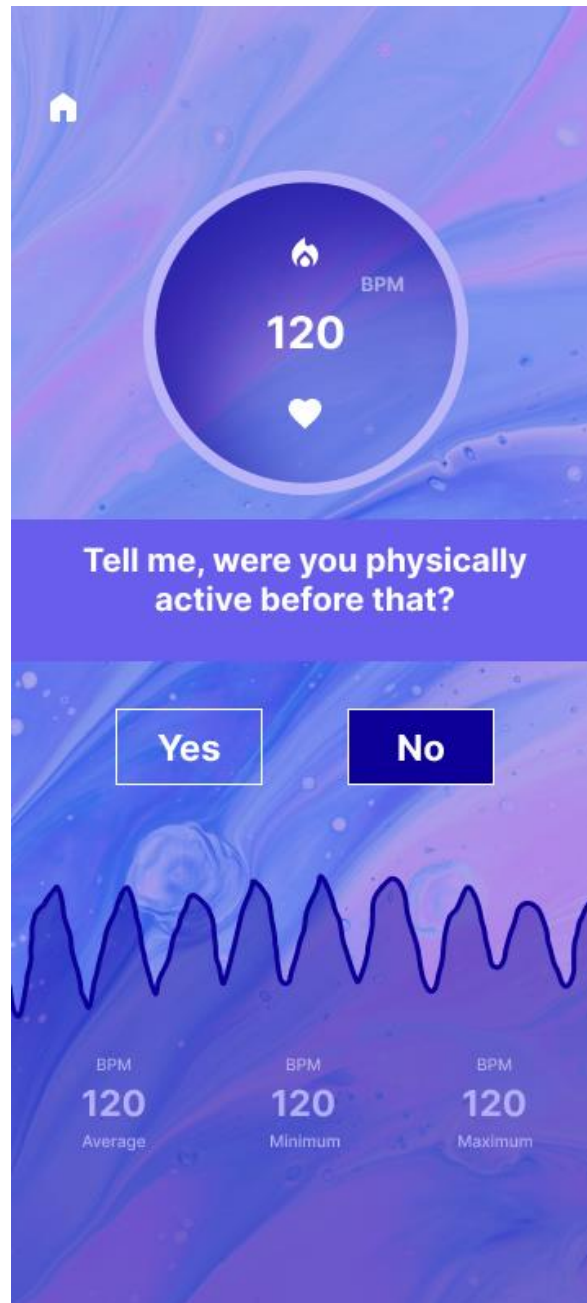 BPM
120
Tell me, were you physically
active before that?
Yes No
BPM BPM BPM
120 120 120
Average Minimum Maximum